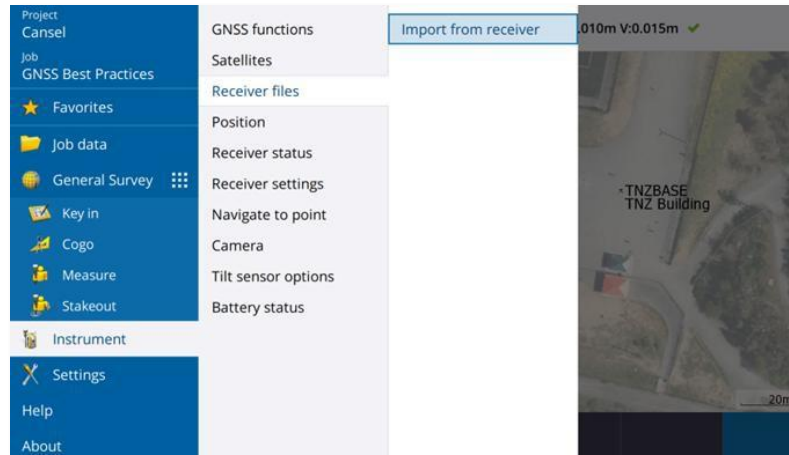 Project
Cansel
Job
GNSS Best Practices
Favorites
Job data
General Survey
Key in
Cogo
Measure
Stakeout
Instrument
Settings
Help
About
GNSS functions
Satellites
Receiver files
Position
Receiver status
Receiver settings
Navigate to point
Camera
Tilt sensor options
Battery status
Import from receiver
.010m V:0.015m
TNZBASE
TNZ Building
20m